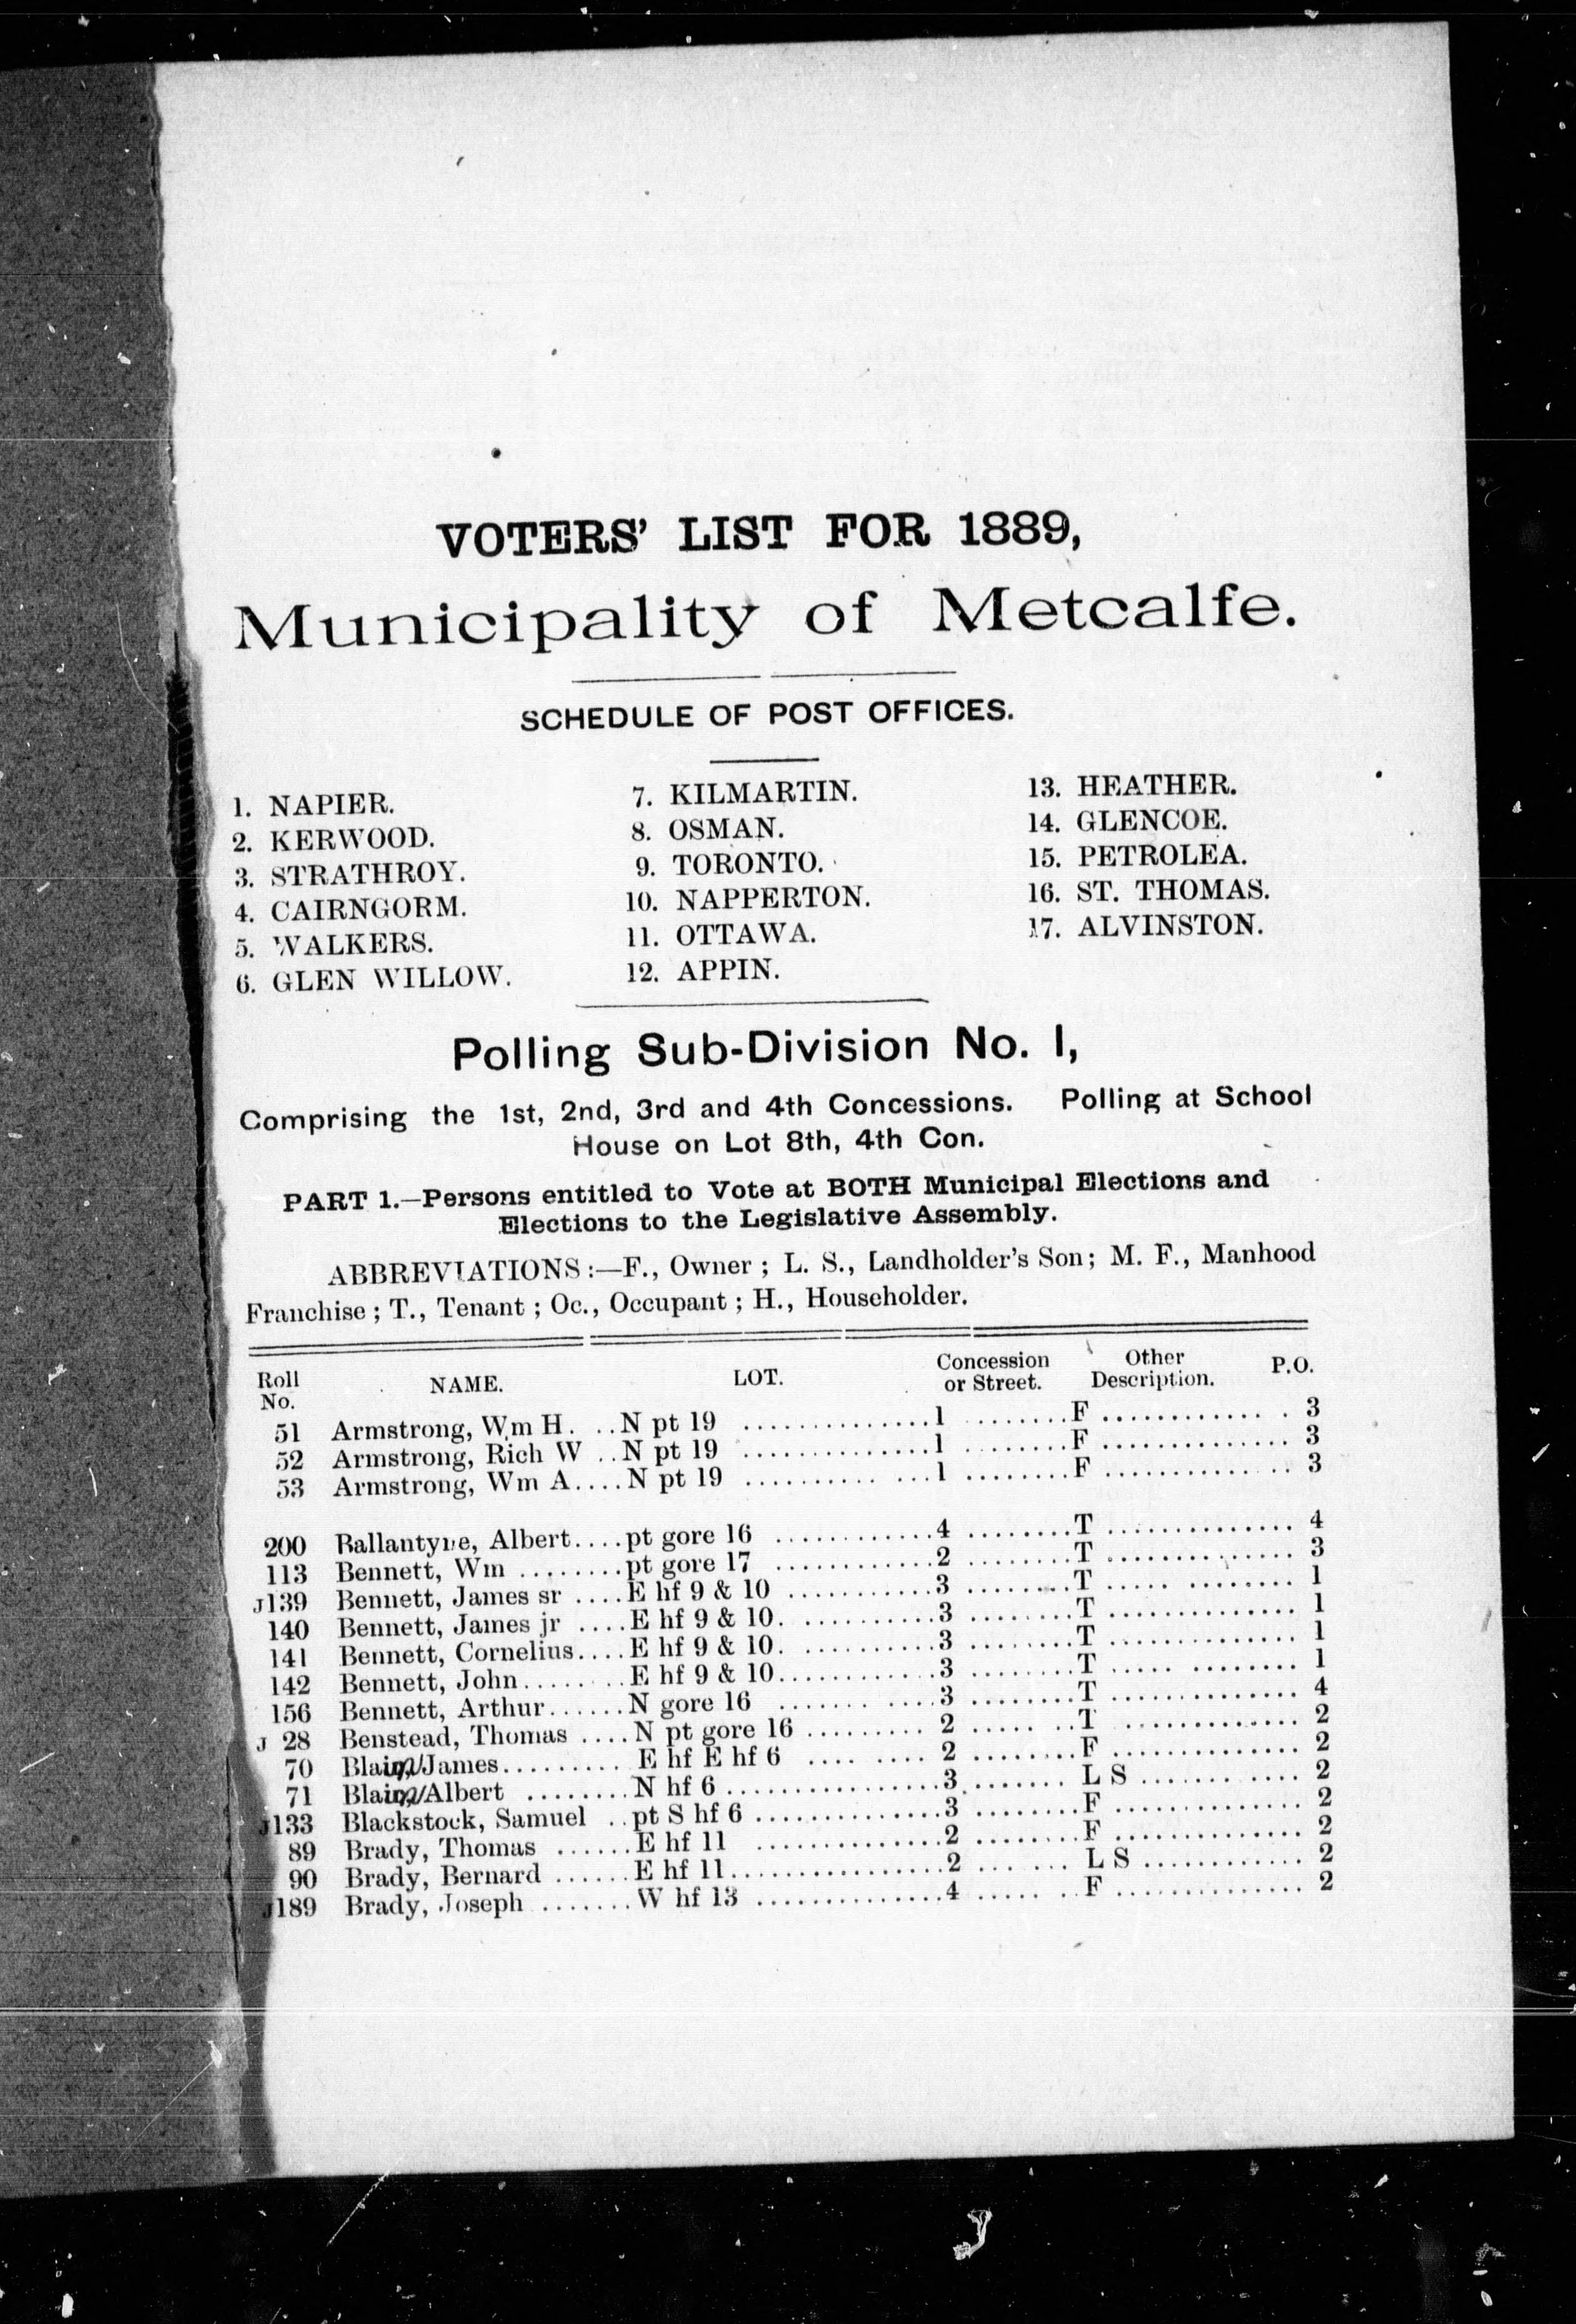 VOTERS' LIST FOR 1889,
Municipality of Metcalfe.
SCHEDULE OF POST OFFICES.
1. NAPIER.
2. KERWOOD.
3. STRATHROY.
4. CAIRNGORM.
5. WALKERS.
6. GLEN WILLOW.
7. KILMARTIN.
8. OSMAN.
9. TORONTO.
10. NAPPERTON.
11. OTTAWA.
12. APPIN.
13. HEATHER.
14. GLENCOE.
15. PETROLEA.
16. ST. THOMAS.
17. ALVINSTON.
Polling Sub-Division No. 1,
Comprising the 1st, 2nd, 3rd and 4th Concessions. Polling at School
House on Lot 8th, 4th Con.
PART 1.—Persons entitled to Vote at BOTH Municipal Elections and
Elections to the Legislative Assembly.
ABBREVIATIONS:—F., Owner; L. S., Landholder's Son; M. F., Manhood
Franchise; T., Tenant; Oc., Occupant; H., Householder.
Roll No. NAME. LOT. Concession or Street. Other Description. P.O.
51 Armstrong, Wm H. ..N pt 19 ..............1 ........F ............. 3
52 Armstrong, Rich W ..N pt 19 ..............1 ........F ............. 3
53 Armstrong, Wm A....N pt 19 .............1 ........F ............. 3
200 Ballantyne, Albert....pt gore 16 ............4 ........T ............. 4
113 Bennett, Wm ........pt gore 17 ............2 ........T ............. 3
J139 Bennett, James sr ....E hf 9 & 10 ...........3 ........T ............. 1
140 Bennett, James jr ....E hf 9 & 10. ..........3 ........T ............. 1
141 Bennett, Cornelius....E hf 9 & 10. ..........3 ........T ............. 1
142 Bennett, John........E hf 9 & 10............3 ........T ............. 1
156 Bennett, Arthur......N gore 16 ............3 ........T ............. 4
J 28 Benstead, Thomas ....N pt gore 16 ......... 2 ........T ............. 2
70 Blain, James......... E hf E hf 6 .......... 2 ........F ............. 2
71 Blain, Albert ........N hf 6 ................3 ........ L S ............ 2
J133 Blackstock, Samuel ..pt S hf 6 ..............3 ........F ............. 2
89 Brady, Thomas ......E hf 11 ..............2 ........F ............. 2
90 Brady, Bernard ......E hf 11................2 ....... L S ............ 2
J189 Brady, Joseph .......W hf 13 ..............4 ........F ............. 2